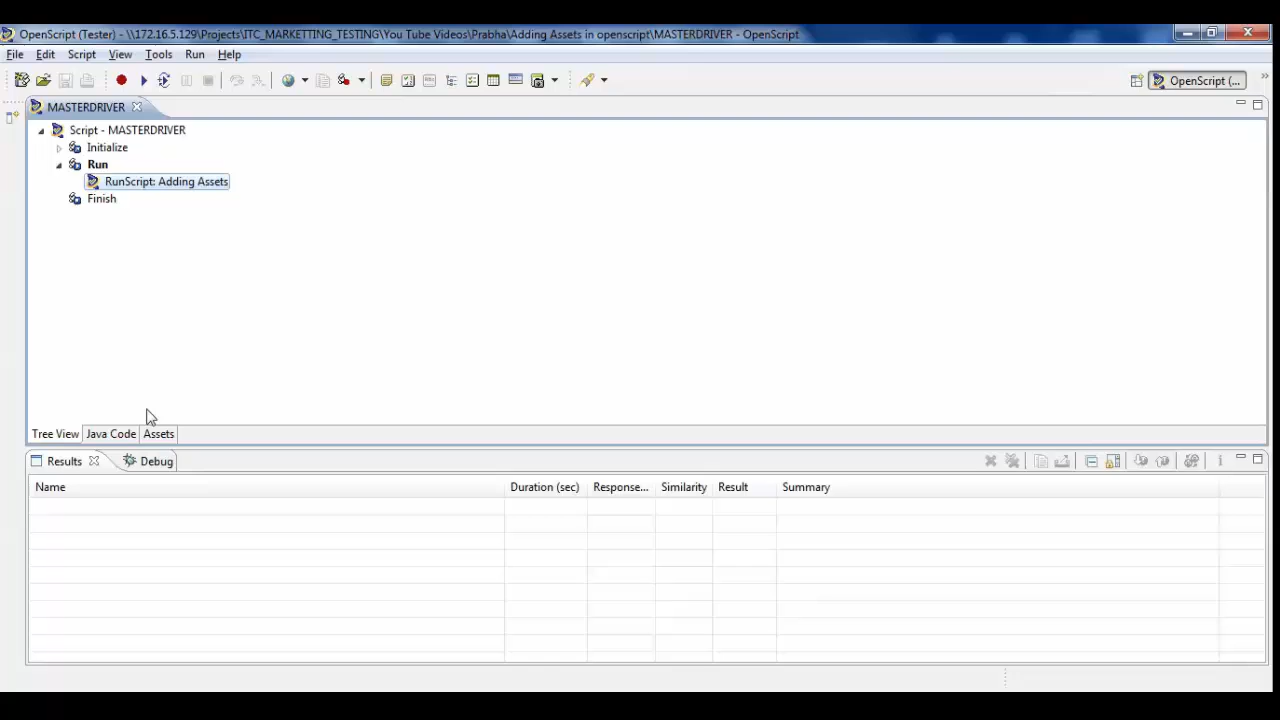 OpenScript (Tester) - \\172.16.5.129\Projects\ITC_MARKETTING_TESTING\You Tube Videos\Prabha\Adding Assets in openscript\MASTERDRIVER - OpenScript
File Edit Script View Tools Run Help
OpenScript (...
MASTERDRIVER
Script - MASTERDRIVER
Initialize
Run
RunScript: Adding Assets
Finish
Tree View Java Code Assets
Results Debug
Name Duration (sec) Response... Similarity Result Summary